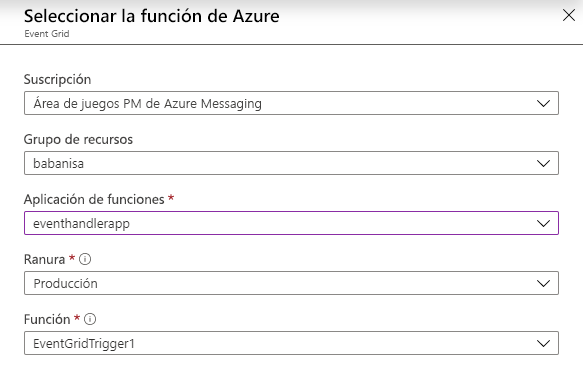 Seleccionar la función de Azure
Event Grid
Suscripción
Área de juegos PM de Azure Messaging
Grupo de recursos
babanisa
Aplicación de funciones *
eventhandlerapp
Ranura *
Producción
Función *
EventGridTrigger1